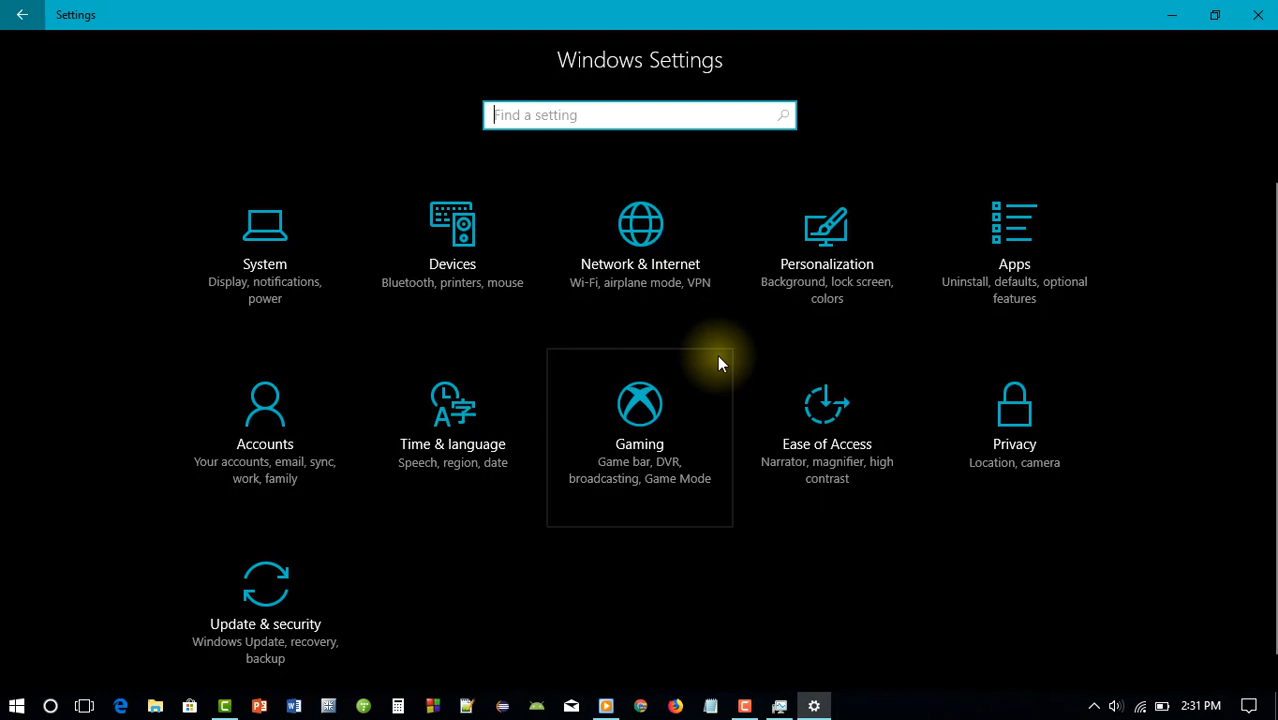 Settings
Windows Settings
Find a setting
System
Display, notifications,
power
Devices
Bluetooth, printers, mouse
Network & Internet
Wi-Fi, airplane mode, VPN
Personalization
Background, lock screen,
colors
Apps
Uninstall, defaults, optional
features
Accounts
Your accounts, email, sync,
work, family
Time & language
Speech, region, date
Gaming
Game bar, DVR,
broadcasting, Game Mode
Ease of Access
Narrator, magnifier, high
contrast
Privacy
Location, camera
Update & security
Windows Update, recovery,
backup
2:31 PM